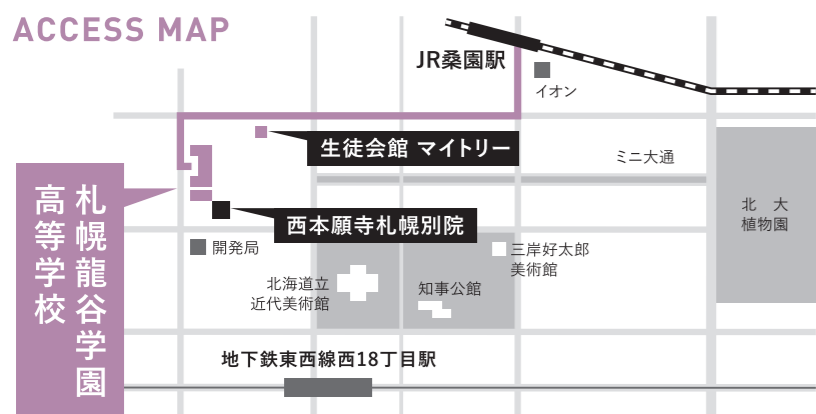 ACCESS MAP
JR桑園駅
イオン
生徒会館 マイトリー
ミニ大通
札幌龍谷学園
高等学校
西本願寺札幌別院
北 大
植物園
開発局
三岸好太郎
美術館
北海道立
近代美術館
知事公館
地下鉄東西線西18丁目駅